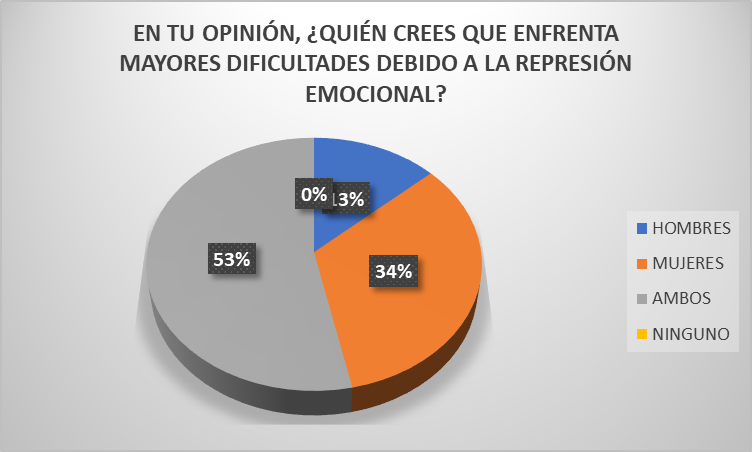 EN TU OPINIÓN, ¿QUIÉN CREES QUE ENFRENTA
MAYORES DIFICULTADES DEBIDO A LA REPRESIÓN
EMOCIONAL?
0%
13%
53%
34%
HOMBRES
MUJERES
AMBOS
NINGUNO